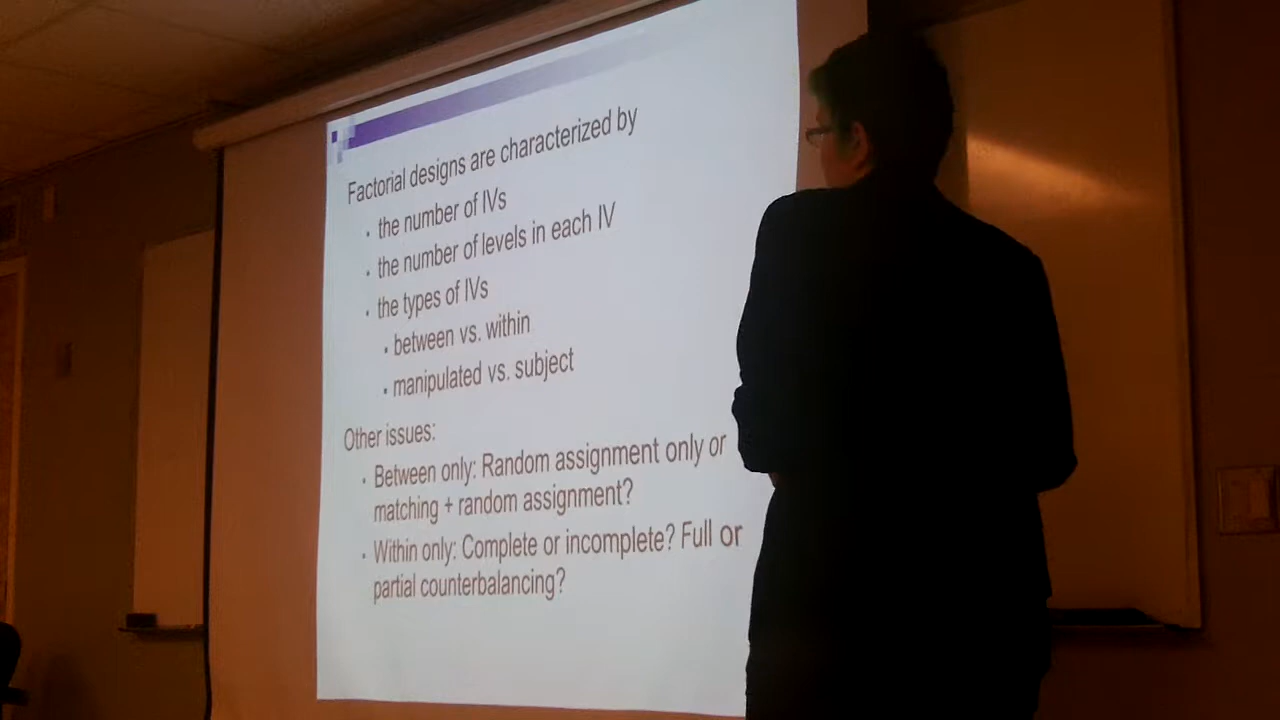 Factorial designs are characterized by
the number of IVs
the number of levels in each IV
the types of IVs
between vs. within
manipulated vs. subject
Other issues:
Between only: Random assignment only or
matching + random assignment?
Within only: Complete or incomplete? Full or
partial counterbalancing?